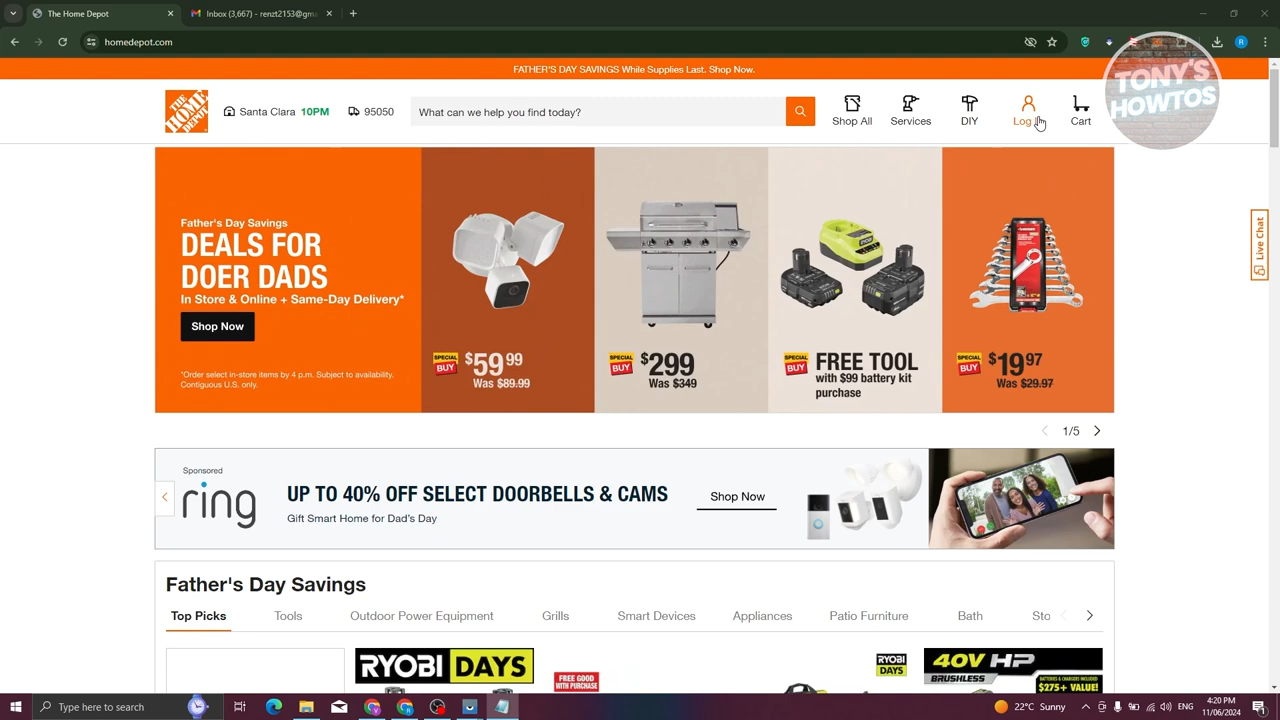 The Home Depot
Inbox (3,667) - renzt2153@gma
homedepot.com
R
FATHER'S DAY SAVINGS While Supplies Last. Shop Now.
TONY'S
HOWTOS
THE HOME DEPOT
Santa Clara 10PM
95050
What can we help you find today?
Shop All
Services
DIY
Log
Cart
Live Chat
Father's Day Savings
DEALS FOR
DOER DADS
In Store & Online + Same-Day Delivery*
Shop Now
*Order select in-store items by 4 p.m. Subject to availability.
Contiguous U.S. only.
SPECIAL BUY $59 99
Was $89.99
SPECIAL BUY $299
Was $349
SPECIAL BUY FREE TOOL
with $99 battery kit
purchase
SPECIAL BUY $19 97
Was $29.97
1/5
Sponsored
ring
UP TO 40% OFF SELECT DOORBELLS & CAMS
Gift Smart Home for Dad's Day
Shop Now
Father's Day Savings
Top Picks
Tools
Outdoor Power Equipment
Grills
Smart Devices
Appliances
Patio Furniture
Bath
Sto
RYOBI DAYS
FREE GOOD
WITH PURCHASE
RYOBI
DAYS
40V HP
BRUSHLESS
BATTERIES & CHARGERS INCLUDED
$275+ VALUE!
Type here to search
22°C Sunny
4:20 PM
11/06/2024